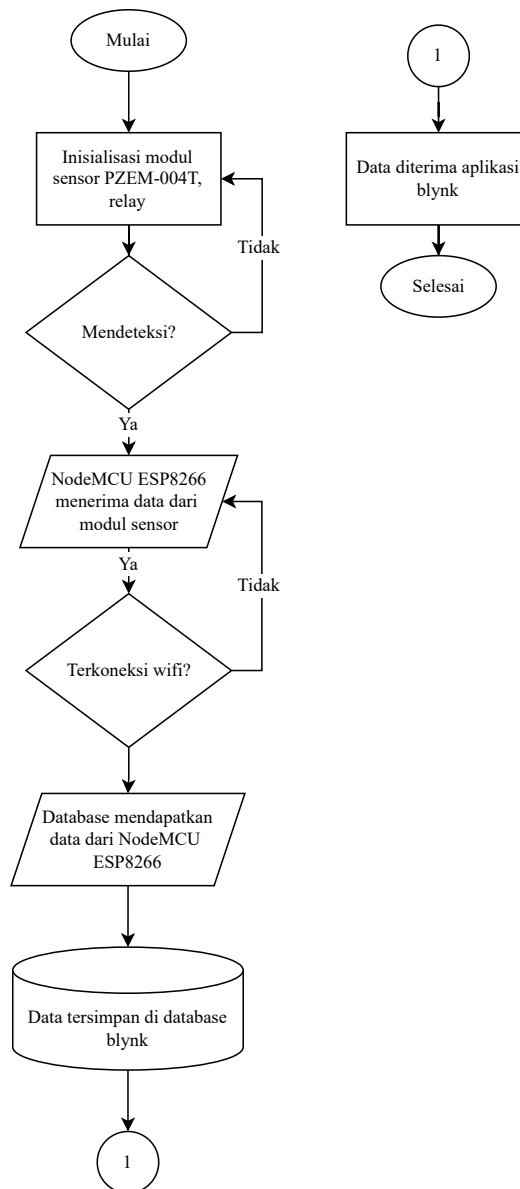 Mulai
Inisialisasi modul
sensor PZEM-004T,
relay
Tidak
Mendeteksi?
Ya
NodeMCU ESP8266
menerima data dari
modul sensor
Ya
Tidak
Terkoneksi wifi?
Database mendapatkan
data dari NodeMCU
ESP8266
Data tersimpan di database
blynk
1
1
Data diterima aplikasi
blynk
Selesai